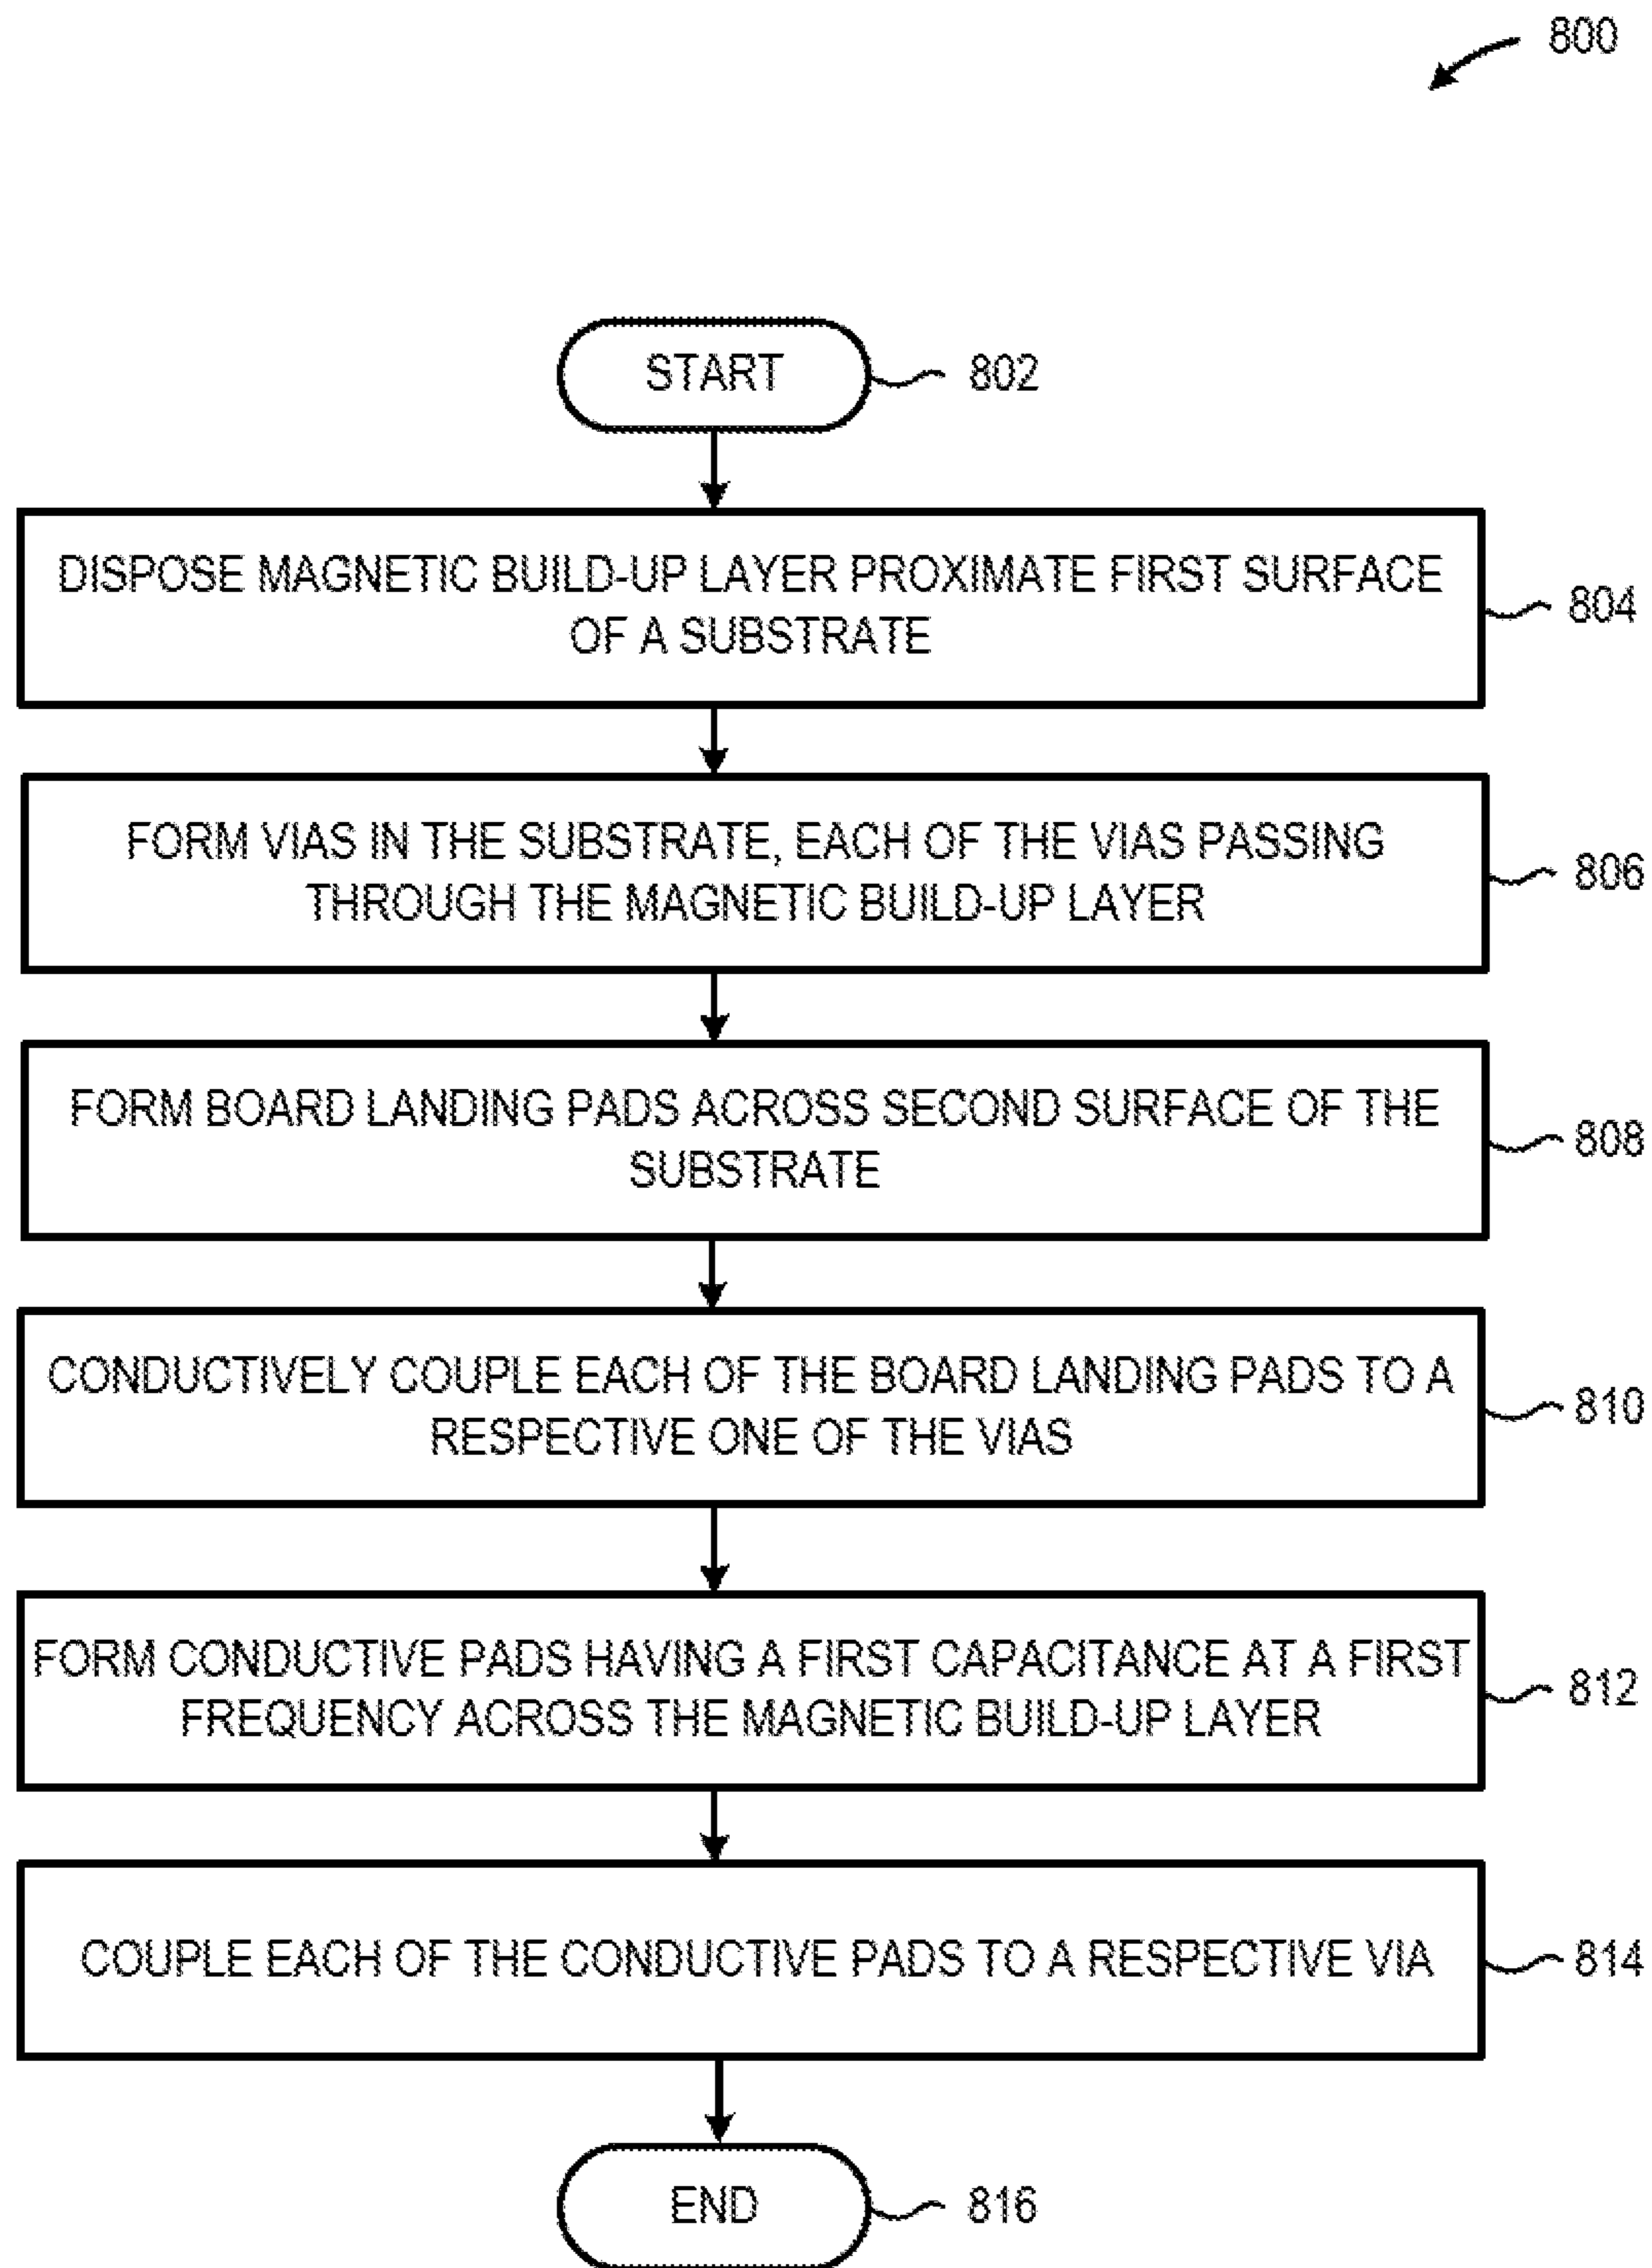 800
START
802
DISPOSE MAGNETIC BUILD-UP LAYER PROXIMATE FIRST SURFACE
OF A SUBSTRATE
804
FORM VIAS IN THE SUBSTRATE, EACH OF THE VIAS PASSING
THROUGH THE MAGNETIC BUILD-UP LAYER
806
FORM BOARD LANDING PADS ACROSS SECOND SURFACE OF THE
SUBSTRATE
808
CONDUCTIVELY COUPLE EACH OF THE BOARD LANDING PADS TO A
RESPECTIVE ONE OF THE VIAS
810
FORM CONDUCTIVE PADS HAVING A FIRST CAPACITANCE AT A FIRST
FREQUENCY ACROSS THE MAGNETIC BUILD-UP LAYER
812
COUPLE EACH OF THE CONDUCTIVE PADS TO A RESPECTIVE VIA
814
END
816